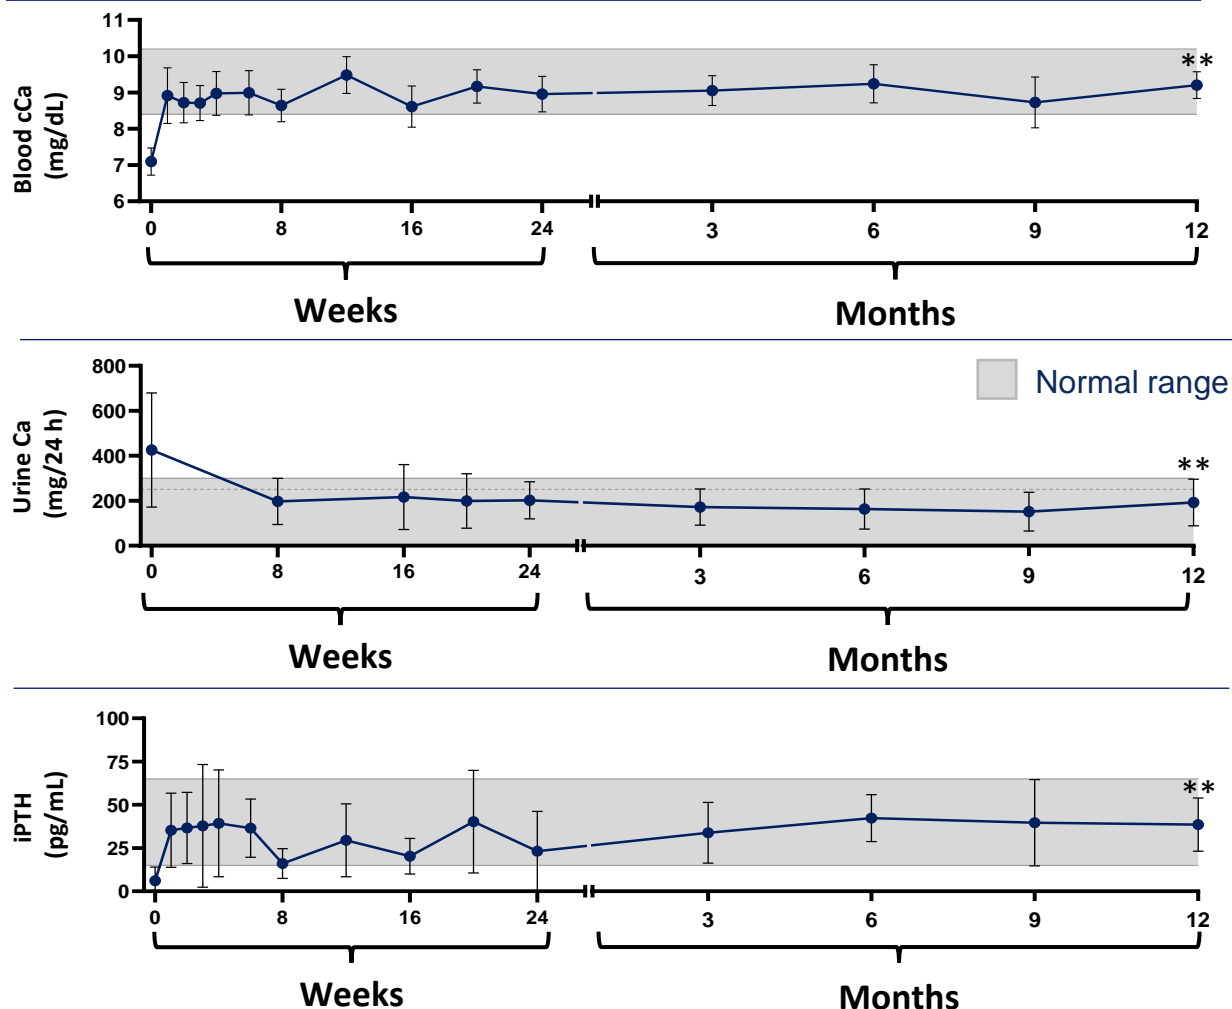 11
10
9
8
7
6
Blood cCa
(mg/dL)
**
0 8 16 24 3 6 9 12
Weeks Months
800
600
400
200
0
Urine Ca
(mg/24 h)
Normal range
**
0 8 16 24 3 6 9 12
Weeks Months
100
75
50
25
0
iPTH
(pg/mL)
**
0 8 16 24 3 6 9 12
Weeks Months